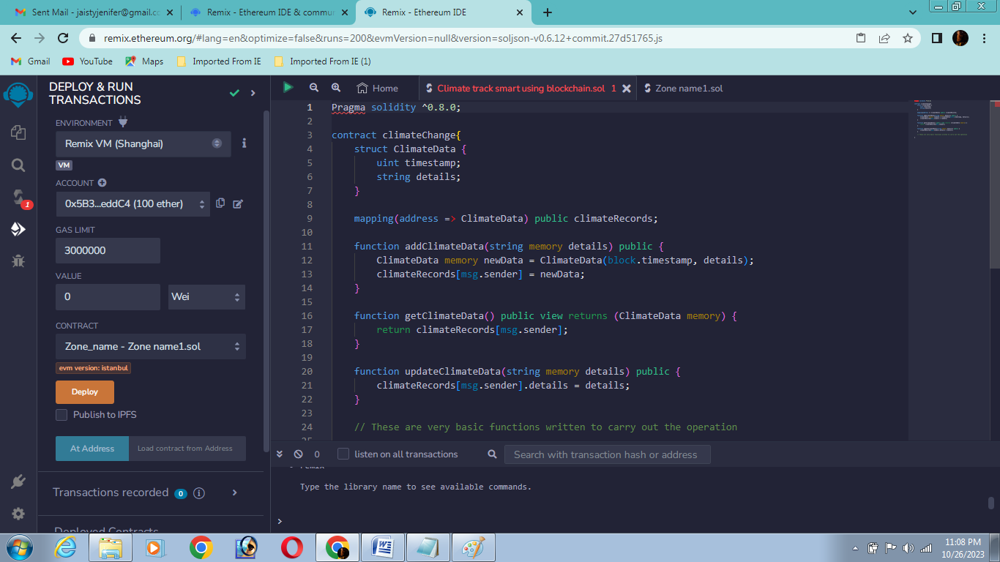 Sent Mail - jaistyjenifer@gmail.cc
Remix - Ethereum IDE & commu
Remix - Ethereum IDE
remix.ethereum.org/#lang=en&optimize=false&runs=200&evmVersion=null&version=soljson-v0.6.12+commit.27d51765.js
Gmail
YouTube
Maps
Imported From IE
Imported From IE (1)
DEPLOY & RUN
TRANSACTIONS
ENVIRONMENT
Remix VM (Shanghai)
VM
ACCOUNT
0x5B3...eddC4 (100 ether)
1
GAS LIMIT
3000000
VALUE
0
Wei
CONTRACT
Zone_name - Zone name1.sol
evm version: istanbul
Deploy
Publish to IPFS
At Address
Load contract from Address
Transactions recorded 0
Deployed Contracts
Home
Climate track smart using blockchain.sol 1
Zone name1.sol
1 Pragma solidity ^0.8.0;
2
3 contract climateChange{
4 struct ClimateData {
5 uint timestamp;
6 string details;
7 }
8
9 mapping(address => ClimateData) public climateRecords;
10
11 function addClimateData(string memory details) public {
12 ClimateData memory newData = ClimateData(block.timestamp, details);
13 climateRecords[msg.sender] = newData;
14 }
15
16 function getClimateData() public view returns (ClimateData memory) {
17 return climateRecords[msg.sender];
18 }
19
20 function updateClimateData(string memory details) public {
21 climateRecords[msg.sender].details = details;
22 }
23
24 // These are very basic functions written to carry out the operation
25
0
listen on all transactions
Search with transaction hash or address
remix
Type the library name to see available commands.
>
11:08 PM
10/26/2023